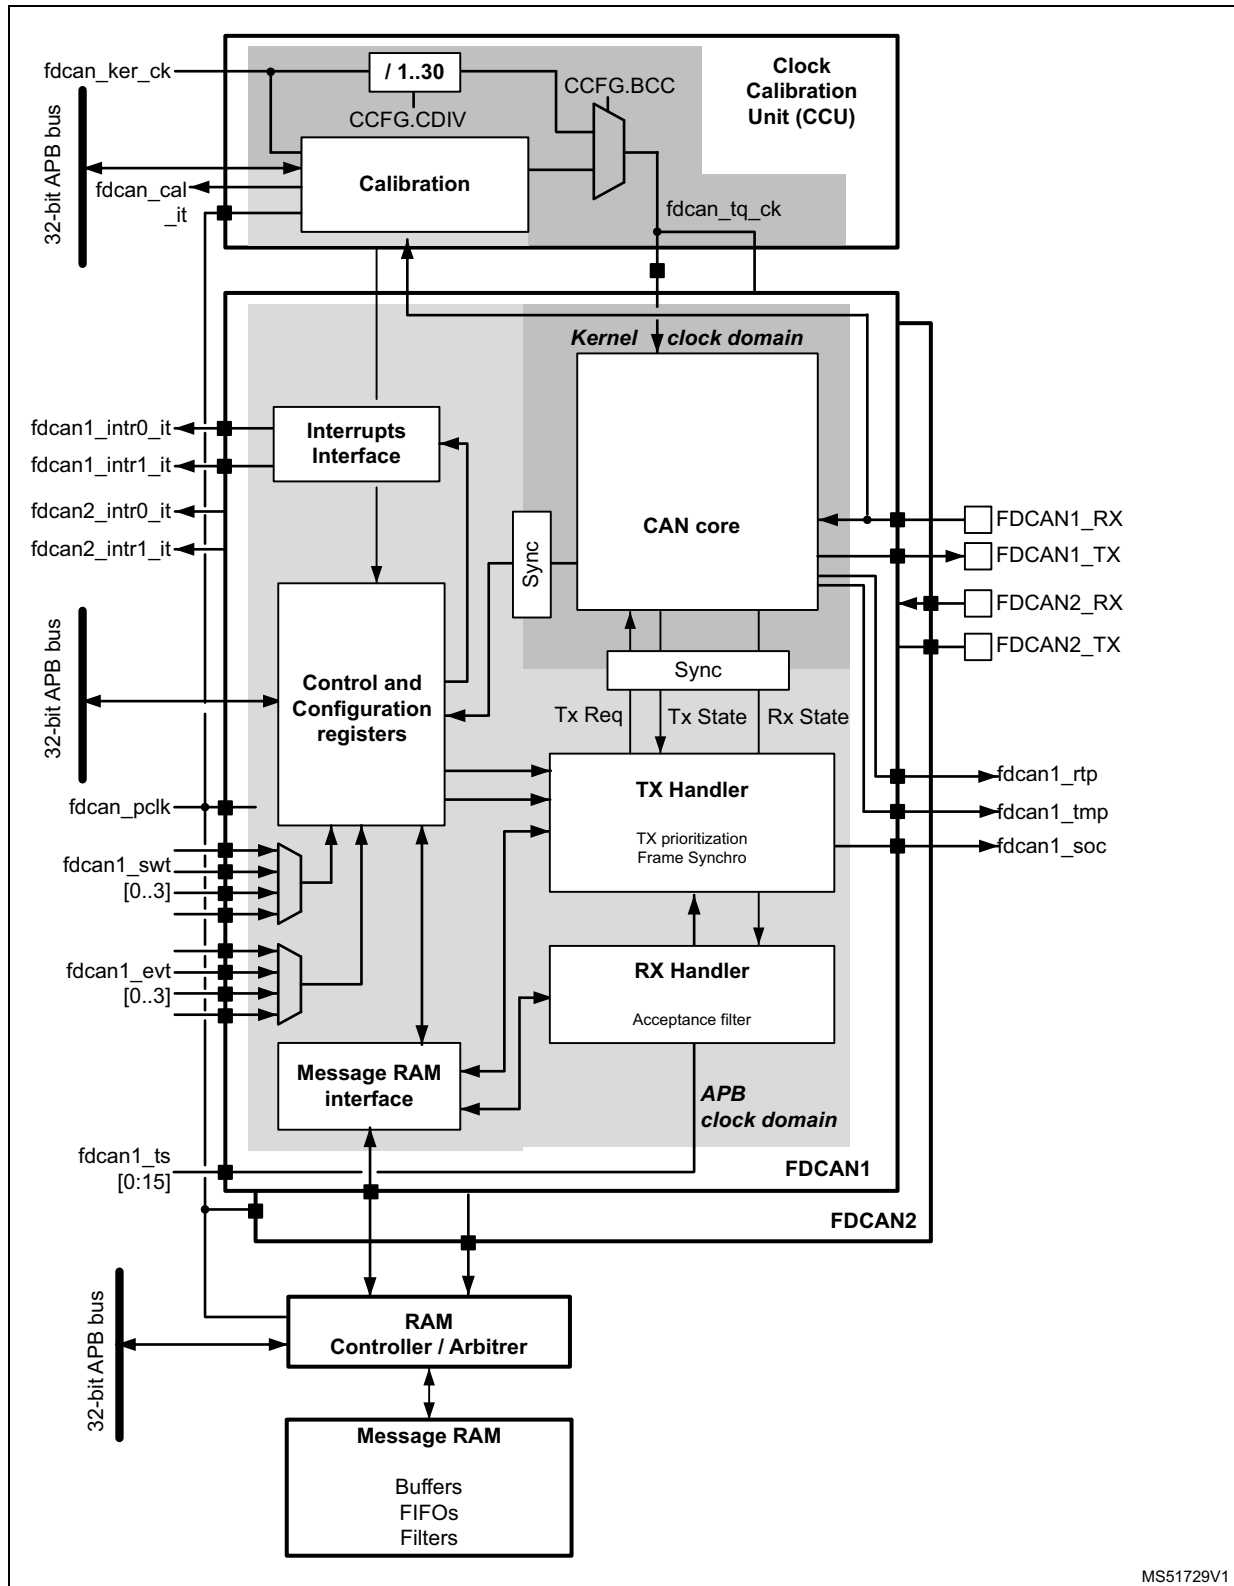 fdcan_ker_ck
/ 1..30
CCFG.CDIV
CCFG.BCC
Clock
Calibration
Unit (CCU)
32-bit APB bus
Calibration
fdcan_cal
_it
fdcan_tq_ck
Kernel clock domain
fdcan1_intr0_it
fdcan1_intr1_it
fdcan2_intr0_it
fdcan2_intr1_it
Interrupts
Interface
CAN core
Sync
FDCAN1_RX
FDCAN1_TX
FDCAN2_RX
FDCAN2_TX
32-bit APB bus
Control and
Configuration
registers
Sync
Tx Req
Tx State
Rx State
TX Handler
TX prioritization
Frame Synchro
fdcan1_rtp
fdcan1_tmp
fdcan1_soc
fdcan_pclk
fdcan1_swt
[0..3]
fdcan1_evt
[0..3]
RX Handler
Acceptance filter
Message RAM
interface
APB
clock domain
fdcan1_ts
[0:15]
FDCAN1
FDCAN2
32-bit APB bus
RAM
Controller / Arbitrer
Message RAM
Buffers
FIFOs
Filters
MS51729V1